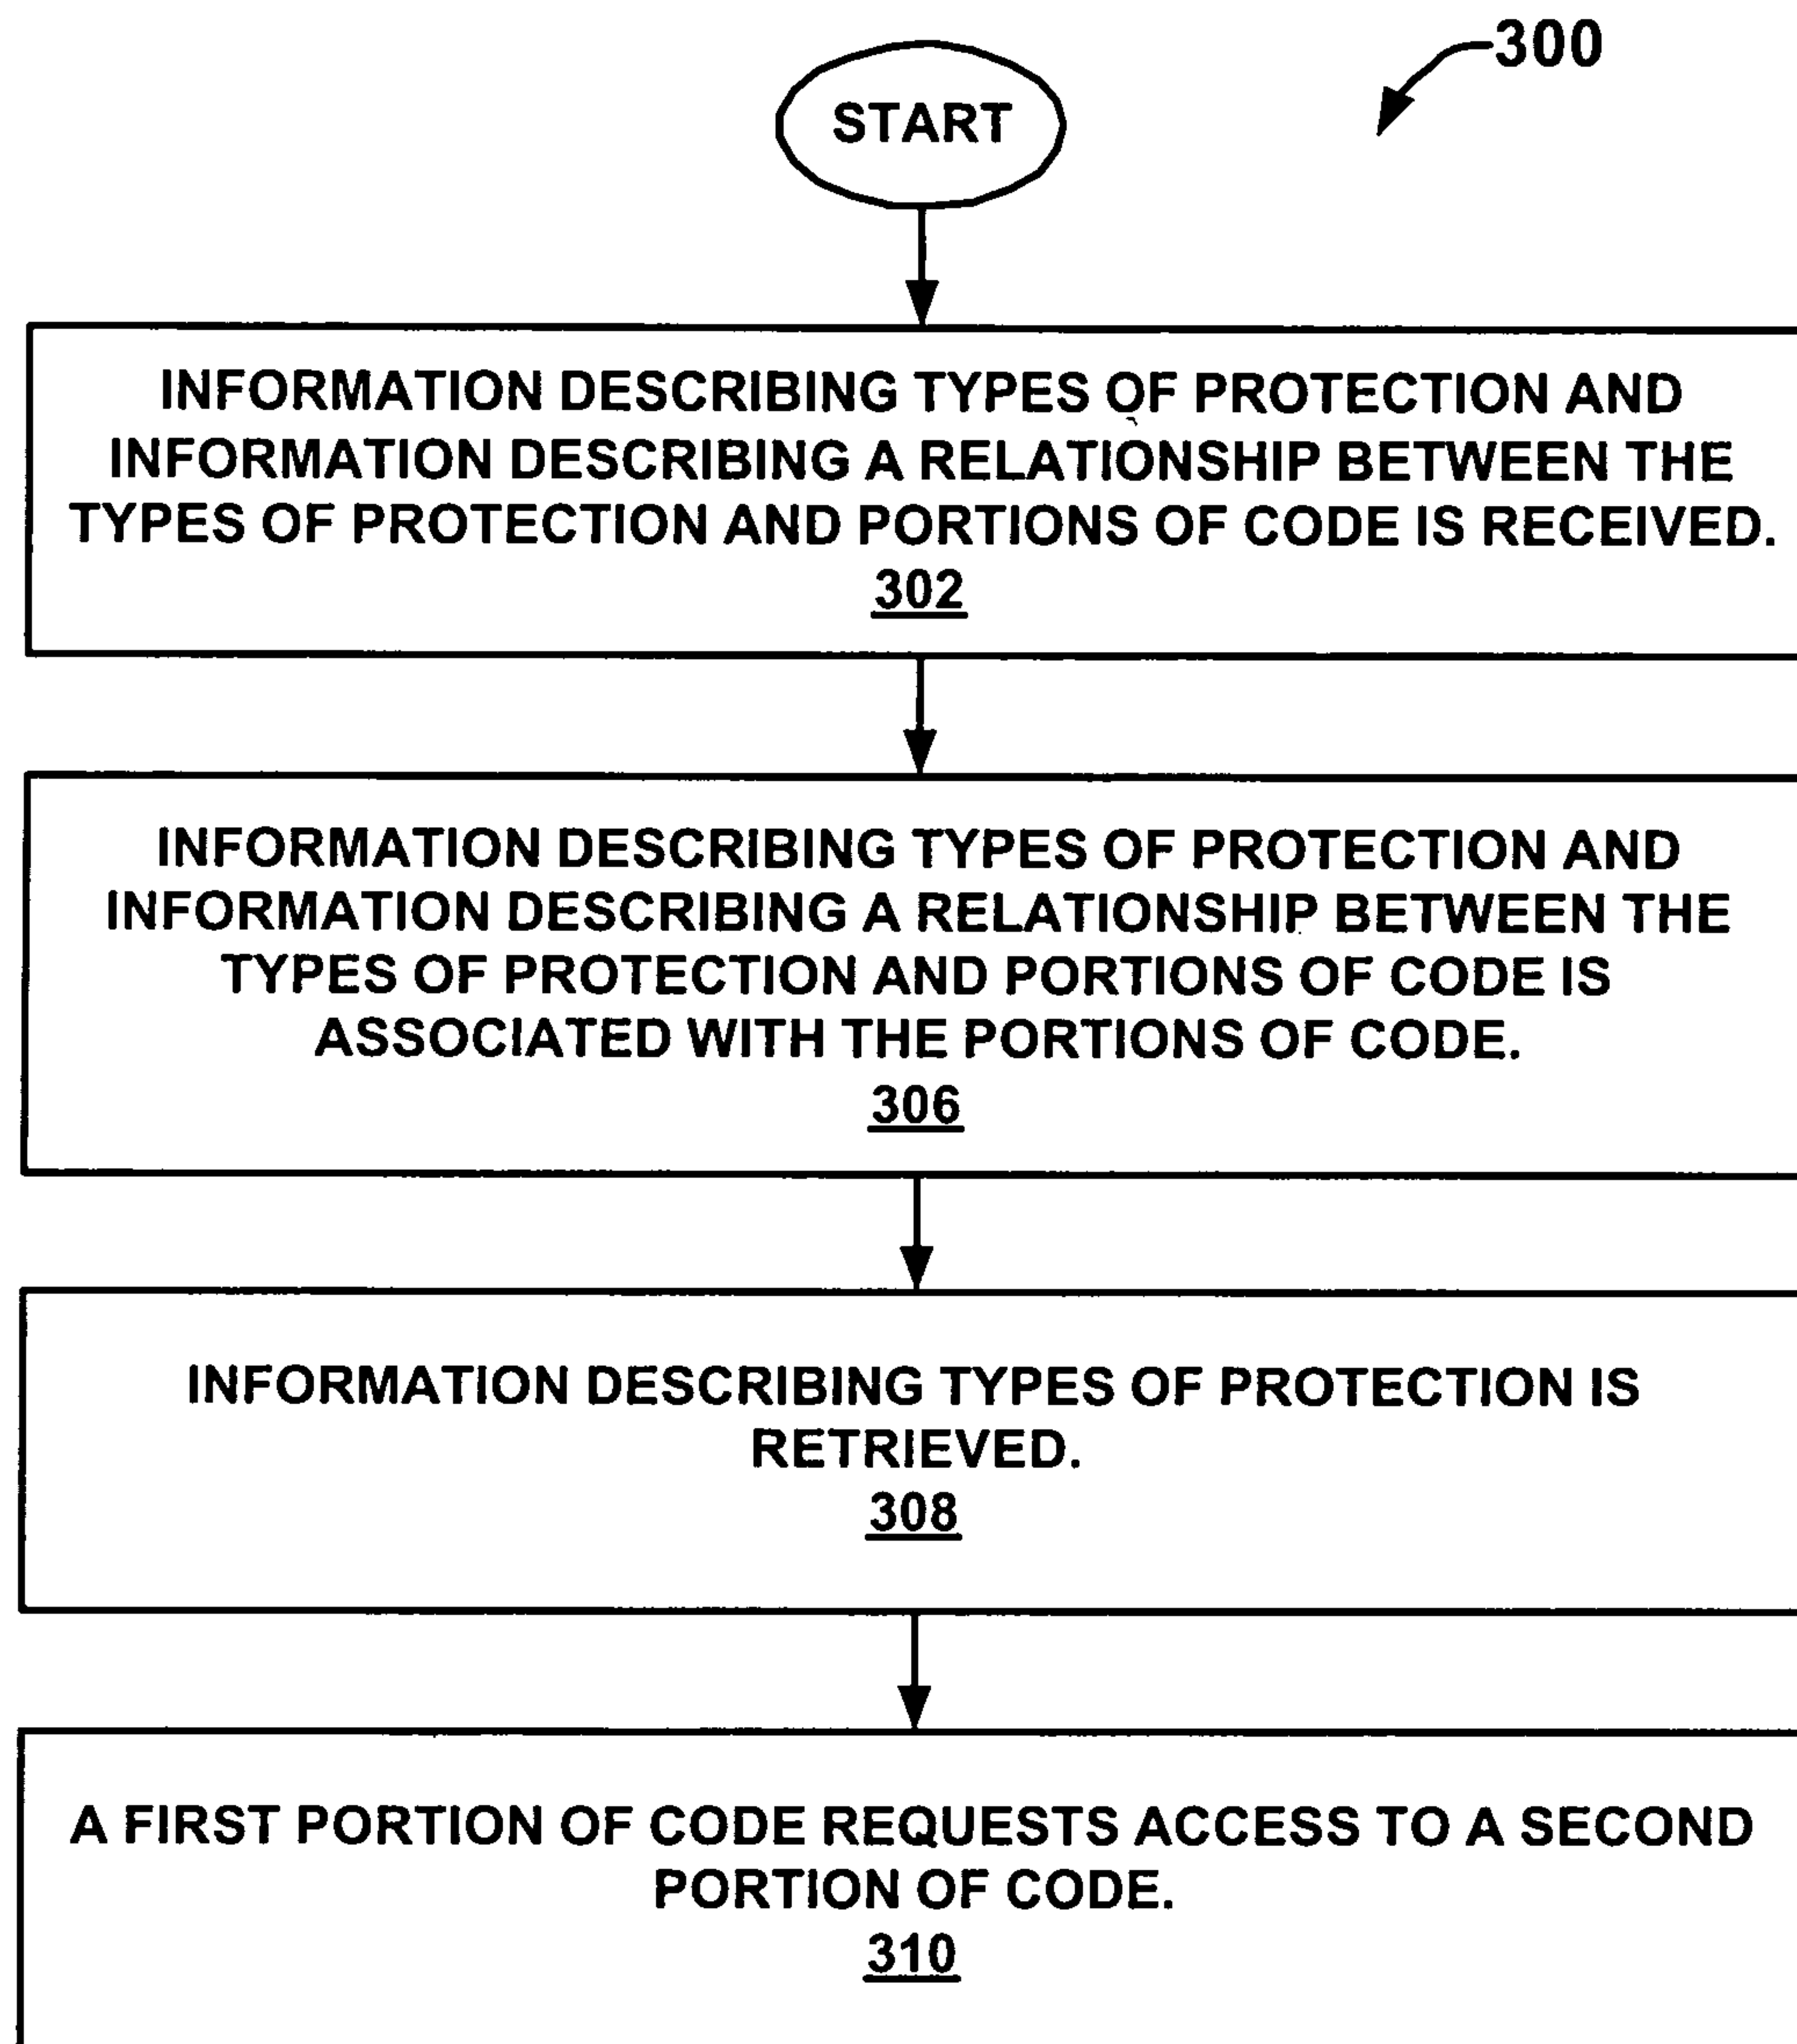 300
START
INFORMATION DESCRIBING TYPES OF PROTECTION AND
INFORMATION DESCRIBING A RELATIONSHIP BETWEEN THE
TYPES OF PROTECTION AND PORTIONS OF CODE IS RECEIVED.
302
INFORMATION DESCRIBING TYPES OF PROTECTION AND
INFORMATION DESCRIBING A RELATIONSHIP BETWEEN THE
TYPES OF PROTECTION AND PORTIONS OF CODE IS
ASSOCIATED WITH THE PORTIONS OF CODE.
306
INFORMATION DESCRIBING TYPES OF PROTECTION IS
RETRIEVED.
308
A FIRST PORTION OF CODE REQUESTS ACCESS TO A SECOND
PORTION OF CODE.
310